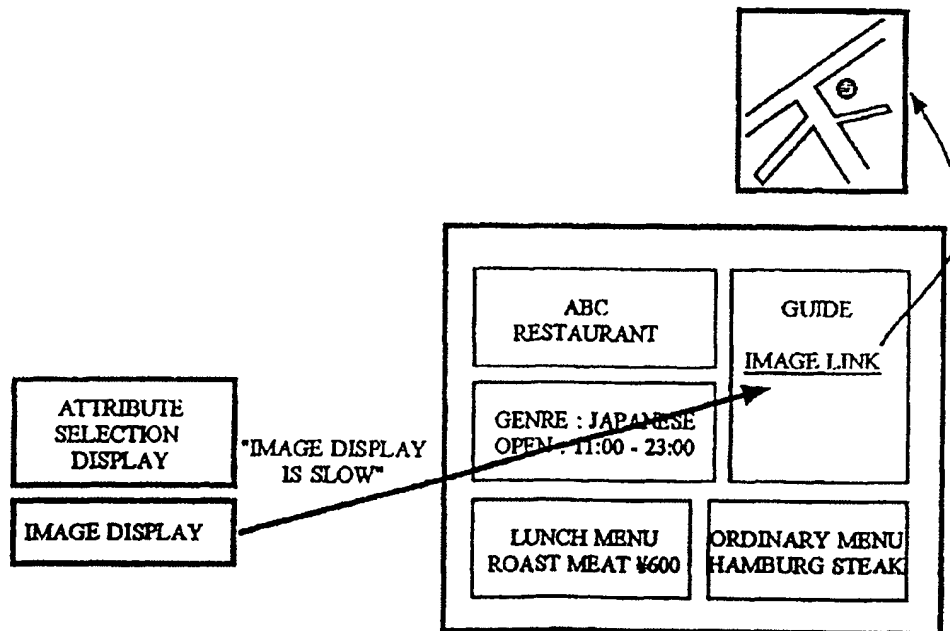 ABC
RESTAURANT
GUIDE
IMAGE LINK
GENRE : JAPANESE
OPEN : 11:00 - 23:00
ATTRIBUTE
SELECTION
DISPLAY
"IMAGE DISPLAY
IS SLOW"
IMAGE DISPLAY
LUNCH MENU
ROAST MEAT ¥600
ORDINARY MENU
HAMBURG STEAK